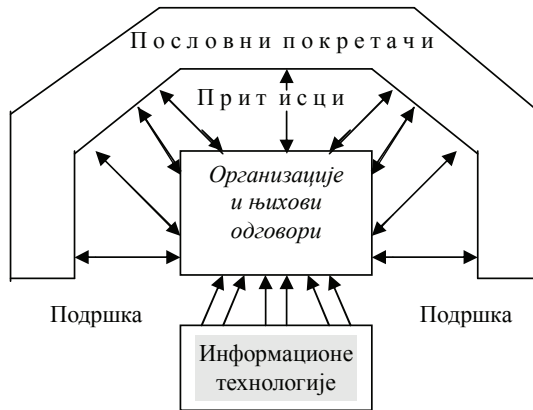 Пословни покретачи
Притисци
Организације
и њихови
одговори
Подршка
Подршка
Информационе
технологије